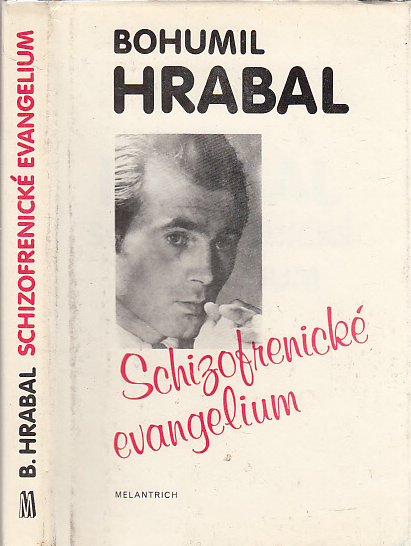 B. HRABAL SCHIZOFRENICKÉ EVANGELIUM
BOHUMIL
HRABAL
Schizofrenické
evangelium
MELANTRICH
M